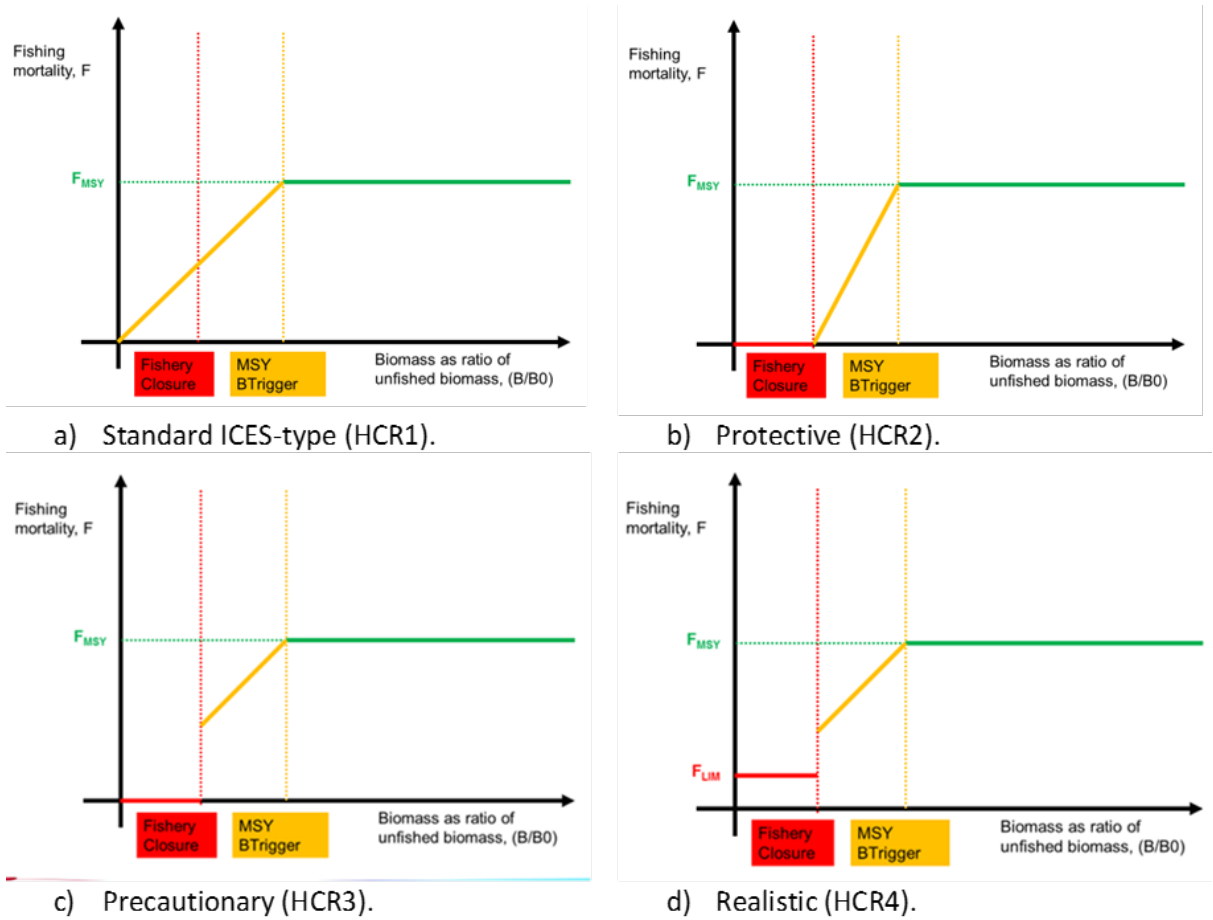 Fishing
mortality, F
FMSY
Fishery
Closure
MSY
BTrigger
Biomass as ratio of
unfished biomass, (B/B0)
a) Standard ICES-type (HCR1).
Fishing
mortality, F
FMSY
Fishery
Closure
MSY
BTrigger
Biomass as ratio of
unfished biomass, (B/B0)
b) Protective (HCR2).
Fishing
mortality, F
FMSY
Fishery
Closure
MSY
BTrigger
Biomass as ratio of
unfished biomass, (B/B0)
c) Precautionary (HCR3).
Fishing
mortality, F
FMSY
FLIM
Fishery
Closure
MSY
BTrigger
Biomass as ratio of
unfished biomass, (B/B0)
d) Realistic (HCR4).